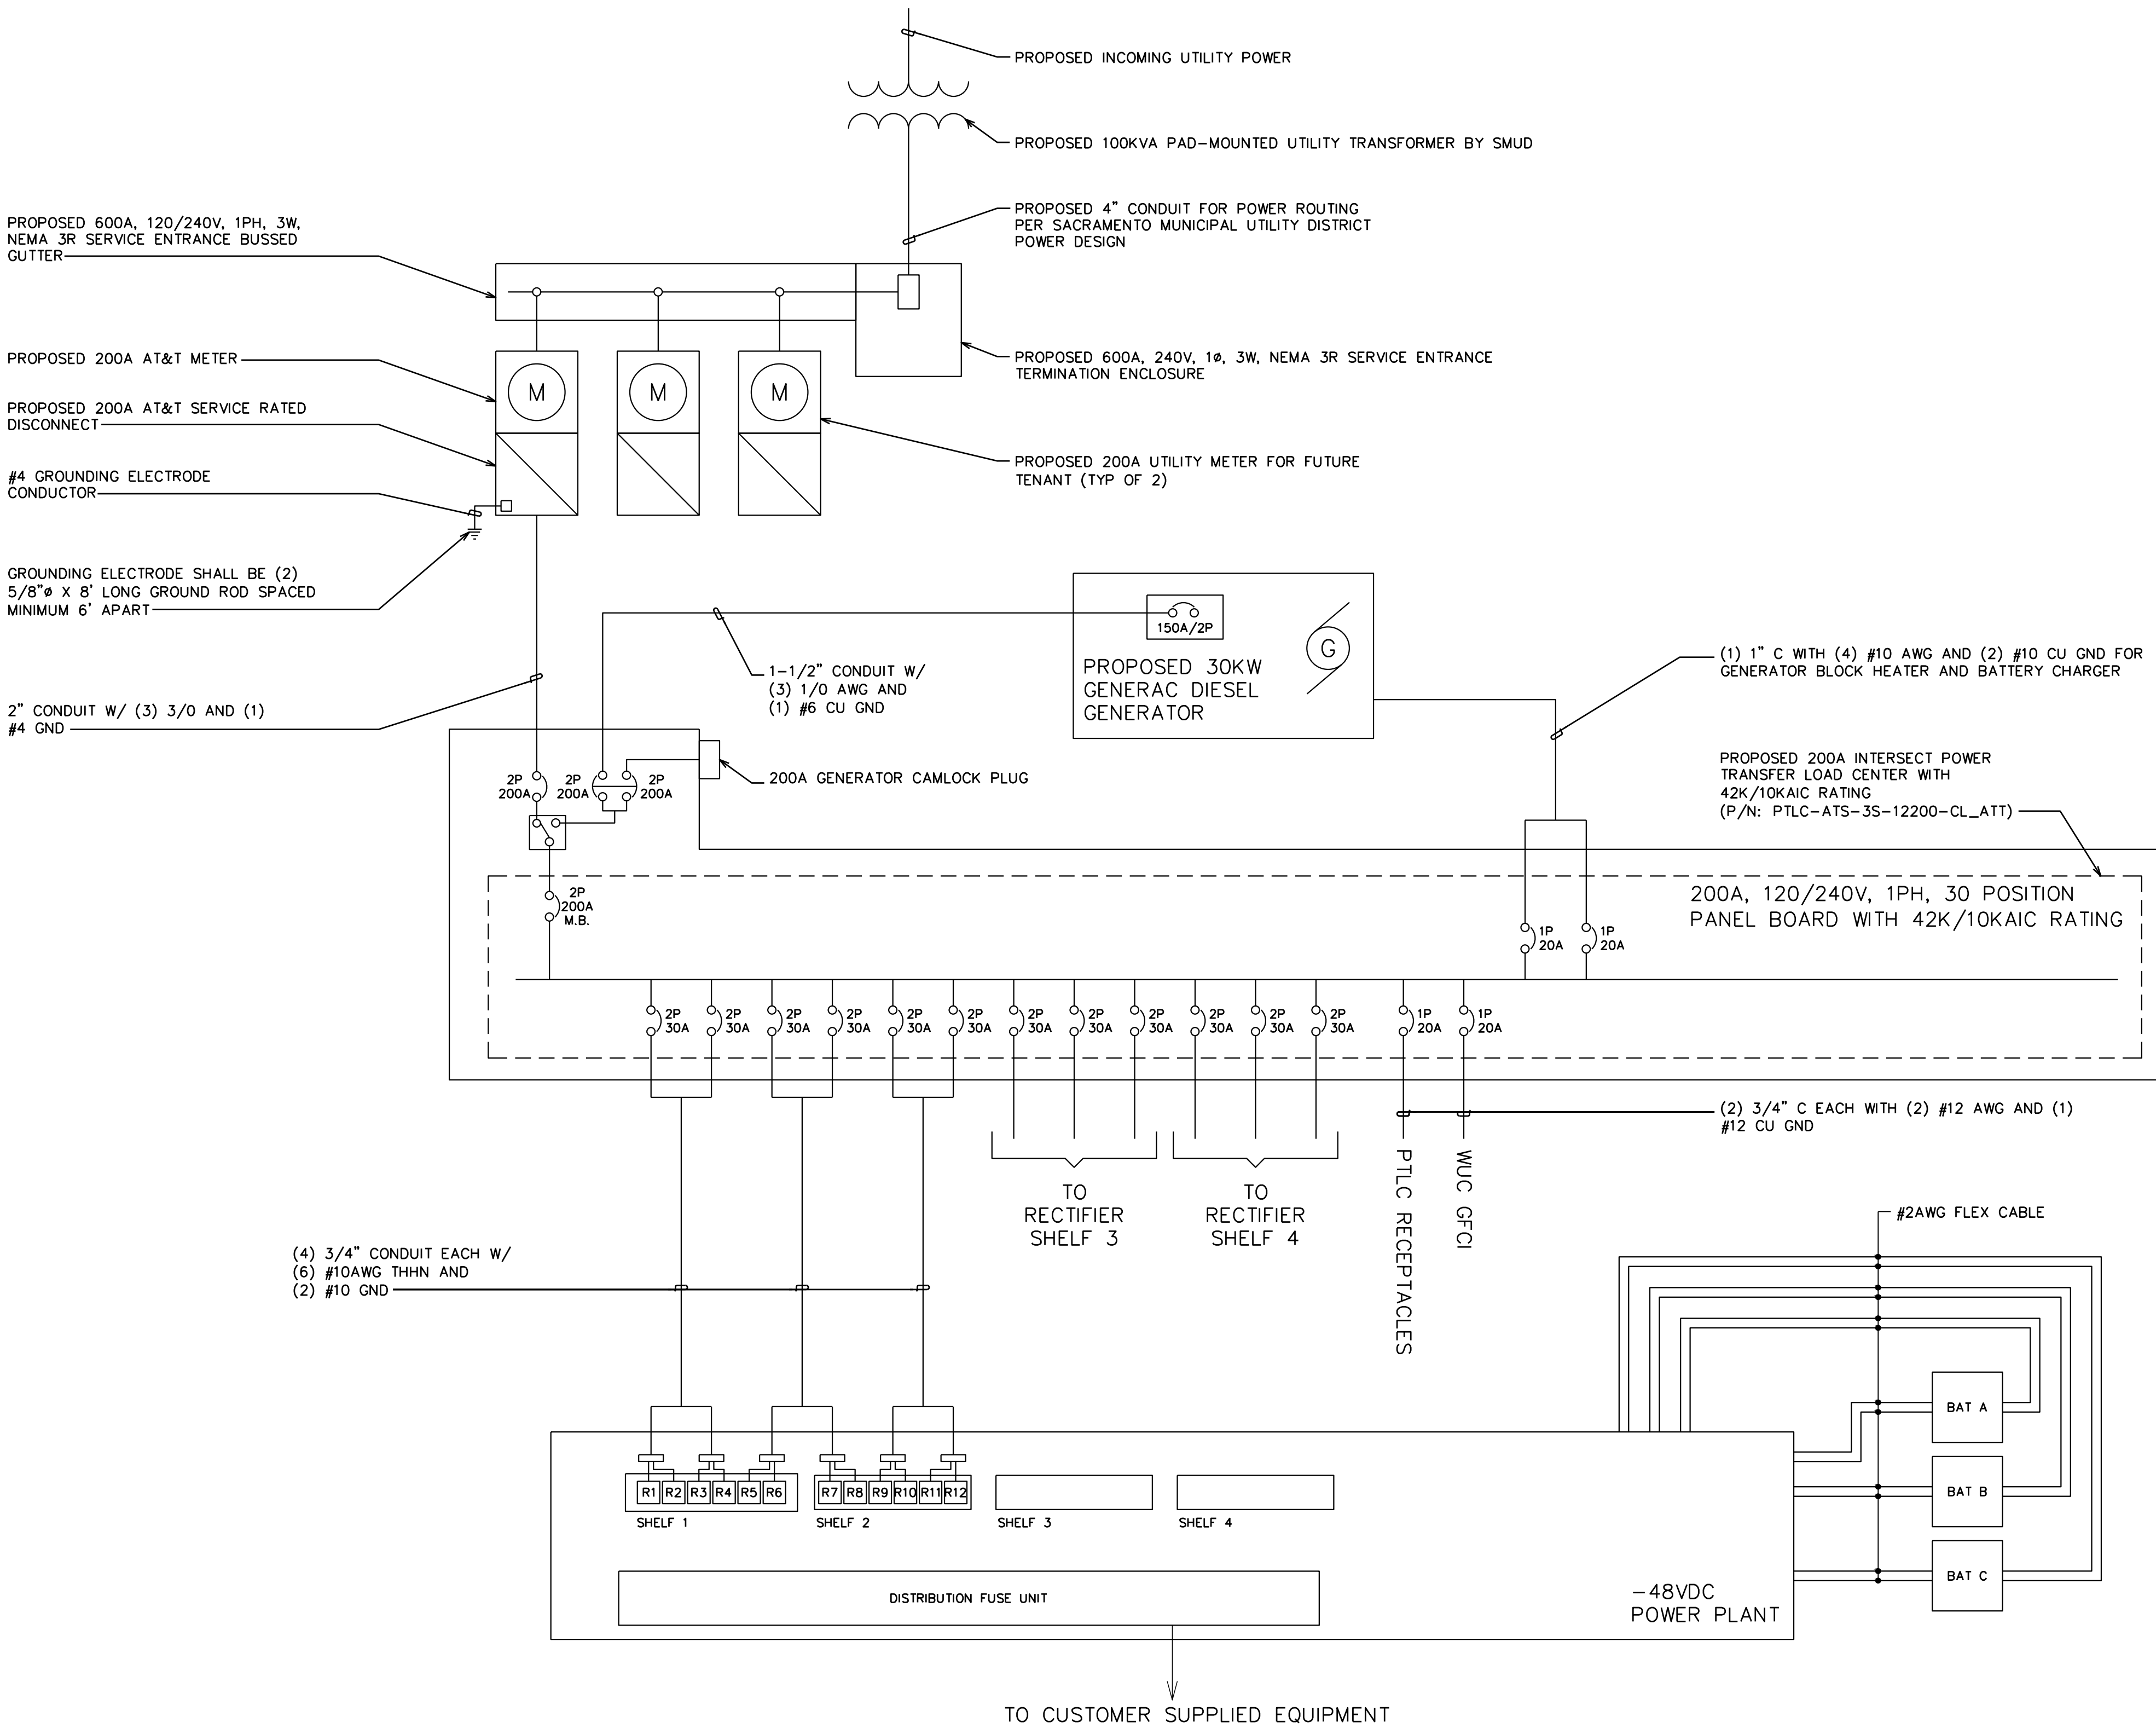 PROPOSED INCOMING UTILITY POWER
PROPOSED 100KVA PAD-MOUNTED UTILITY TRANSFORMER BY SMUD
PROPOSED 4" CONDUIT FOR POWER ROUTING
PER SACRAMENTO MUNICIPAL UTILITY DISTRICT
POWER DESIGN
PROPOSED 600A, 120/240V, 1PH, 3W,
NEMA 3R SERVICE ENTRANCE BUSSED
GUTTER
PROPOSED 200A AT&T METER
PROPOSED 200A AT&T SERVICE RATED
DISCONNECT
#4 GROUNDING ELECTRODE
CONDUCTOR
GROUNDING ELECTRODE SHALL BE (2)
5/8"ø X 8' LONG GROUND ROD SPACED
MINIMUM 6' APART
2" CONDUIT W/ (3) 3/0 AND (1)
#4 GND
M
M
M
PROPOSED 600A, 240V, 1ø, 3W, NEMA 3R SERVICE ENTRANCE
TERMINATION ENCLOSURE
PROPOSED 200A UTILITY METER FOR FUTURE
TENANT (TYP OF 2)
150A/2P
G
PROPOSED 30KW
GENERAC DIESEL
GENERATOR
1-1/2" CONDUIT W/
(3) 1/0 AWG AND
(1) #6 CU GND
200A GENERATOR CAMLOCK PLUG
(1) 1" C WITH (4) #10 AWG AND (2) #10 CU GND FOR
GENERATOR BLOCK HEATER AND BATTERY CHARGER
PROPOSED 200A INTERSECT POWER
TRANSFER LOAD CENTER WITH
42K/10KAIC RATING
(P/N: PTLC-ATS-3S-12200-CL_ATT)
2P
200A
2P
200A
2P
200A
2P
200A
M.B.
200A, 120/240V, 1PH, 30 POSITION
PANEL BOARD WITH 42K/10KAIC RATING
1P
20A
1P
20A
2P
30A
2P
30A
2P
30A
2P
30A
2P
30A
2P
30A
2P
30A
2P
30A
2P
30A
2P
30A
2P
30A
2P
30A
1P
20A
1P
20A
(2) 3/4" C EACH WITH (2) #12 AWG AND (1)
#12 CU GND
TO
RECTIFIER
SHELF 3
TO
RECTIFIER
SHELF 4
PTLC RECEPTACLES
WUC GFCI
(4) 3/4" CONDUIT EACH W/
(6) #10AWG THHN AND
(2) #10 GND
#2AWG FLEX CABLE
BAT A
BAT B
BAT C
R1 R2 R3 R4 R5 R6
R7 R8 R9 R10 R11 R12
SHELF 1
SHELF 2
SHELF 3
SHELF 4
DISTRIBUTION FUSE UNIT
-48VDC
POWER PLANT
TO CUSTOMER SUPPLIED EQUIPMENT